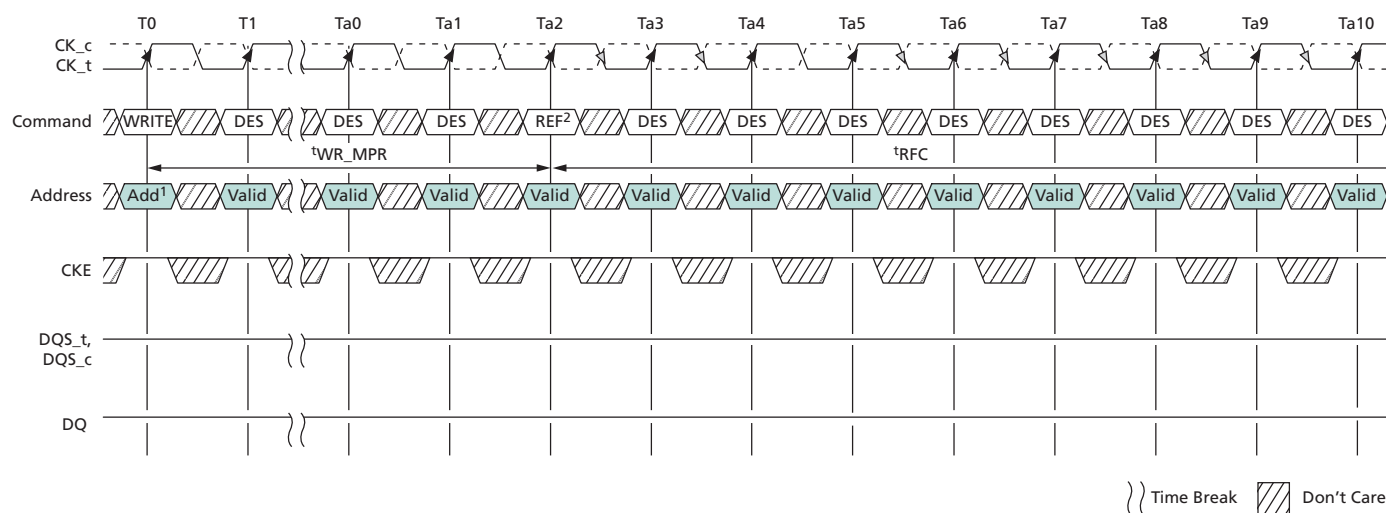 T0 T1 Ta0 Ta1 Ta2 Ta3 Ta4 Ta5 Ta6 Ta7 Ta8 Ta9 Ta10
CK_c
CK_t
Command WRITE DES DES DES REF² DES DES DES DES DES DES DES DES
ᵗWR_MPR ᵗRFC
Address Add¹ Valid Valid Valid Valid Valid Valid Valid Valid Valid Valid Valid Valid
CKE
DQS_t,
DQS_c
DQ
Time Break Don't Care